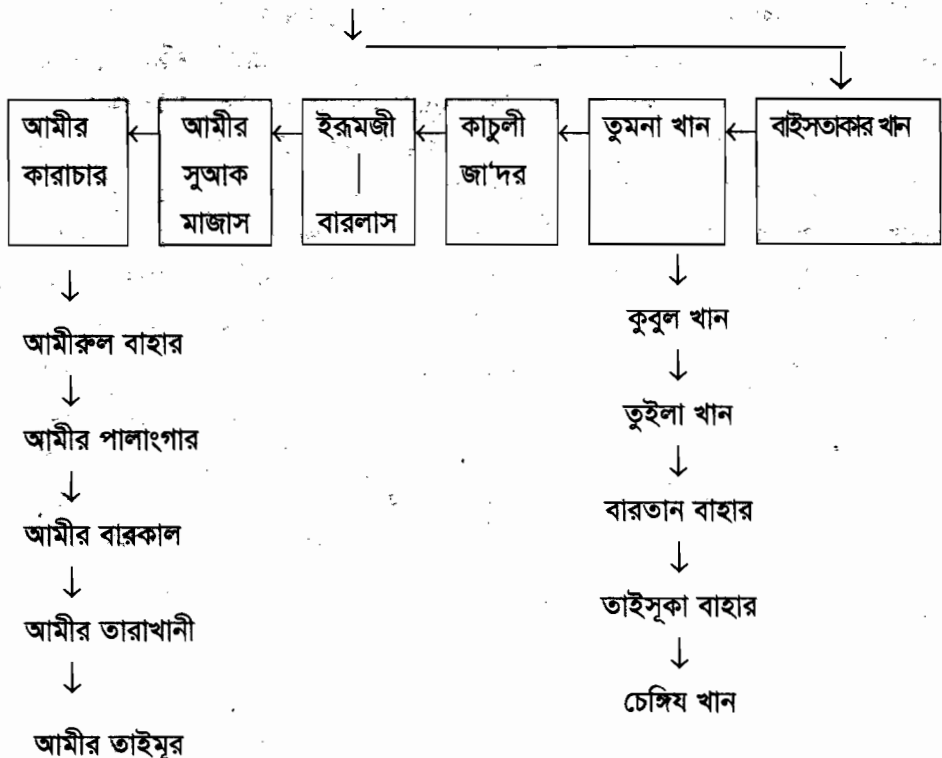 আমীর কারাচার
আমীর সুআক মাজাস
ইরূমজী
বারলাস
কাচুলী জা'দর
তুমনা খান
বাইসতাকার খান
আমীরুল বাহার
আমীর পালাংগার
আমীর বারকাল
আমীর তারাখানী
আমীর তাইমূর
কুবুল খান
তুইলা খান
বারতান বাহার
তাইসূকা বাহার
চেঙ্গিয খান